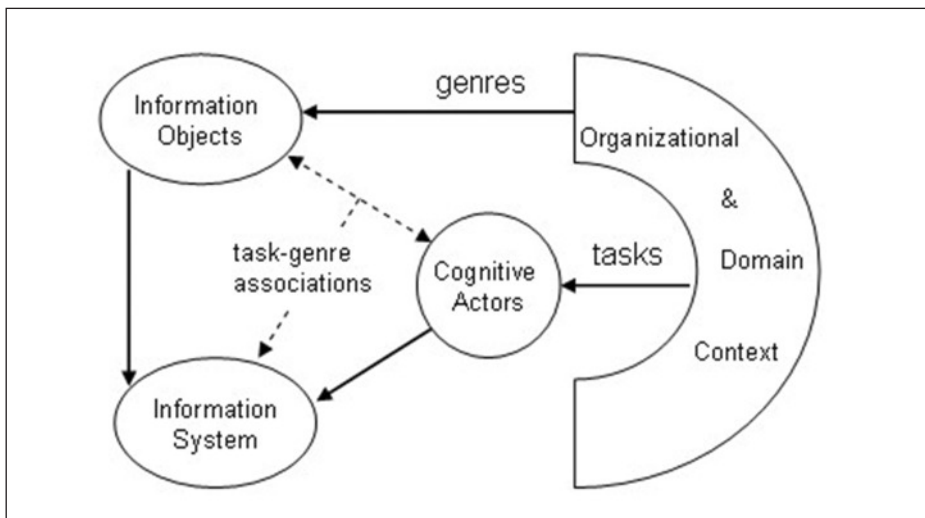 genres
Information
Objects
Organizational
&
Domain
Context
tasks
task-genre
associations
Cognitive
Actors
Information
System